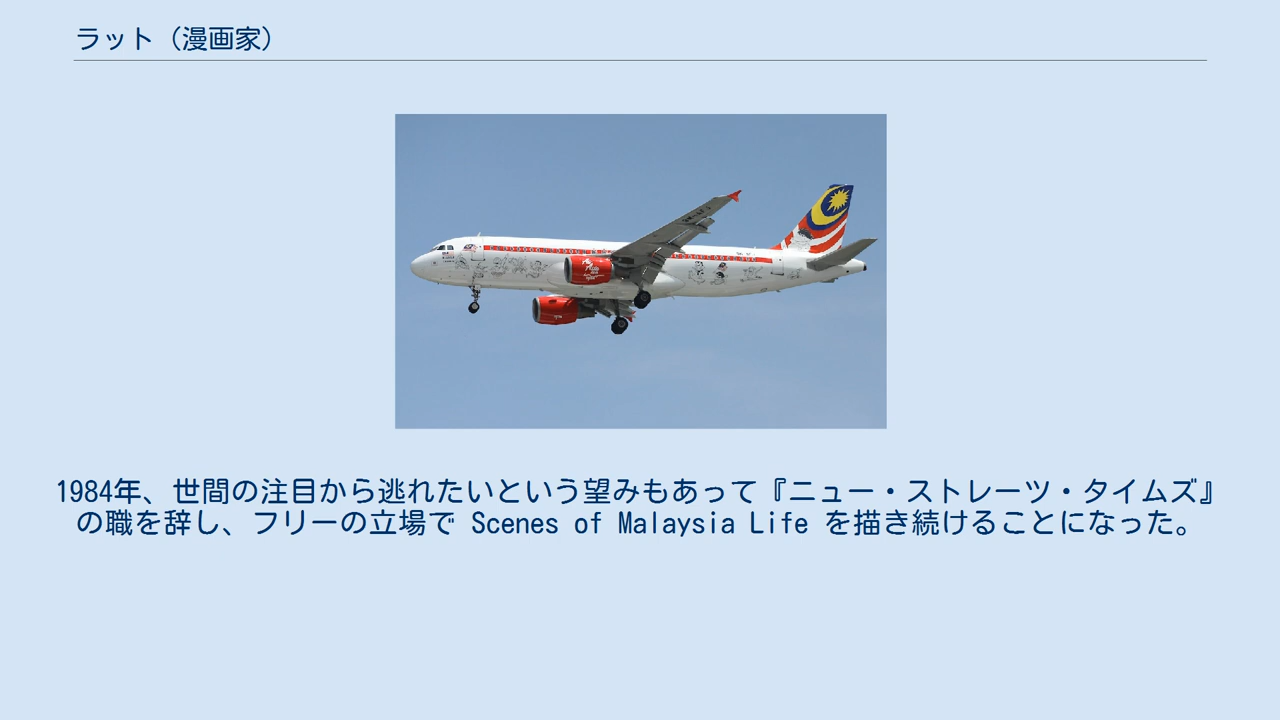 ラット（漫画家）
1984年、世間の注目から逃れたいという望みもあって『ニュー・ストレーツ・タイムズ』
の職を辞し、フリーの立場で Scenes of Malaysia Life を描き続けることになった。